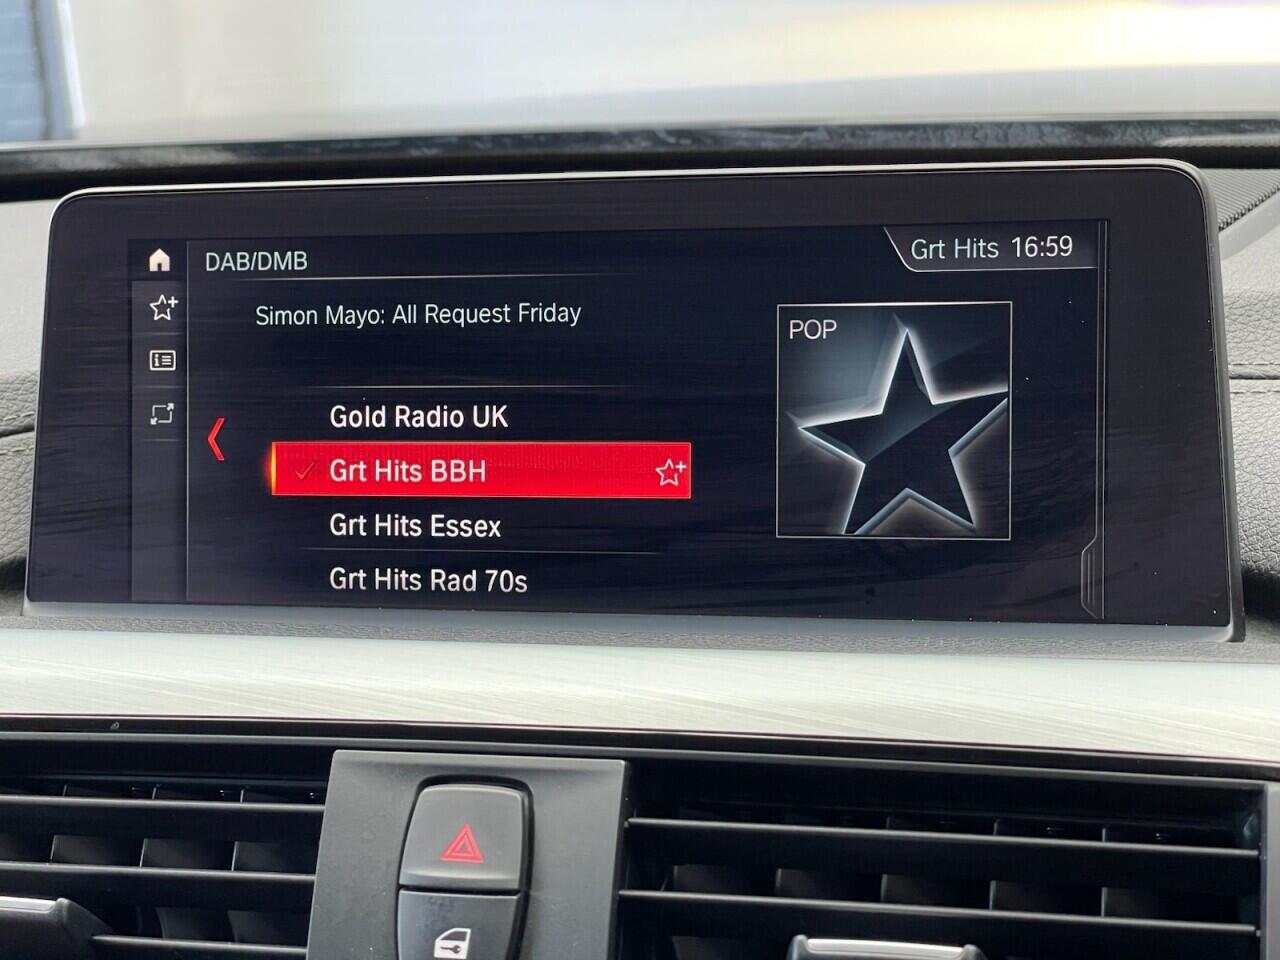 DAB/DMB
Grt Hits 16:59
Simon Mayo: All Request Friday
POP
Gold Radio UK
Grt Hits BBH
Grt Hits Essex
Grt Hits Rad 70s